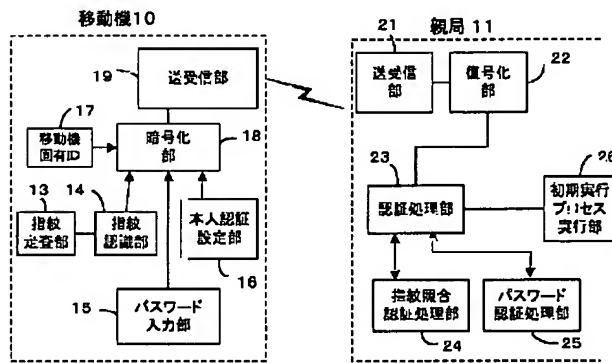 移動機10
19
送受信部
17
移動機
固有ID
暗号化
部
18
13
14
指紋
走査部
指紋
認識部
本人認証
設定部
16
15
パスワード
入力部
親局 11
21
送受信
部
復号化
部
22
23
認証処理部
26
初期実行
プロセス
実行部
指紋照合
認証処理部
24
パスワード
認証処理部
25